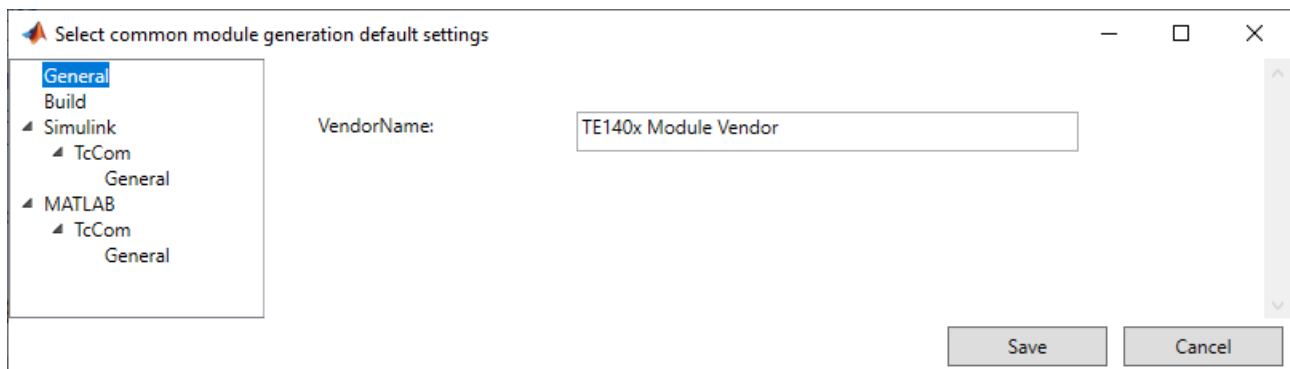 Select common module generation default settings
General
Build
Simulink
TcCom
General
MATLAB
TcCom
General
VendorName:
TE140x Module Vendor
Save
Cancel